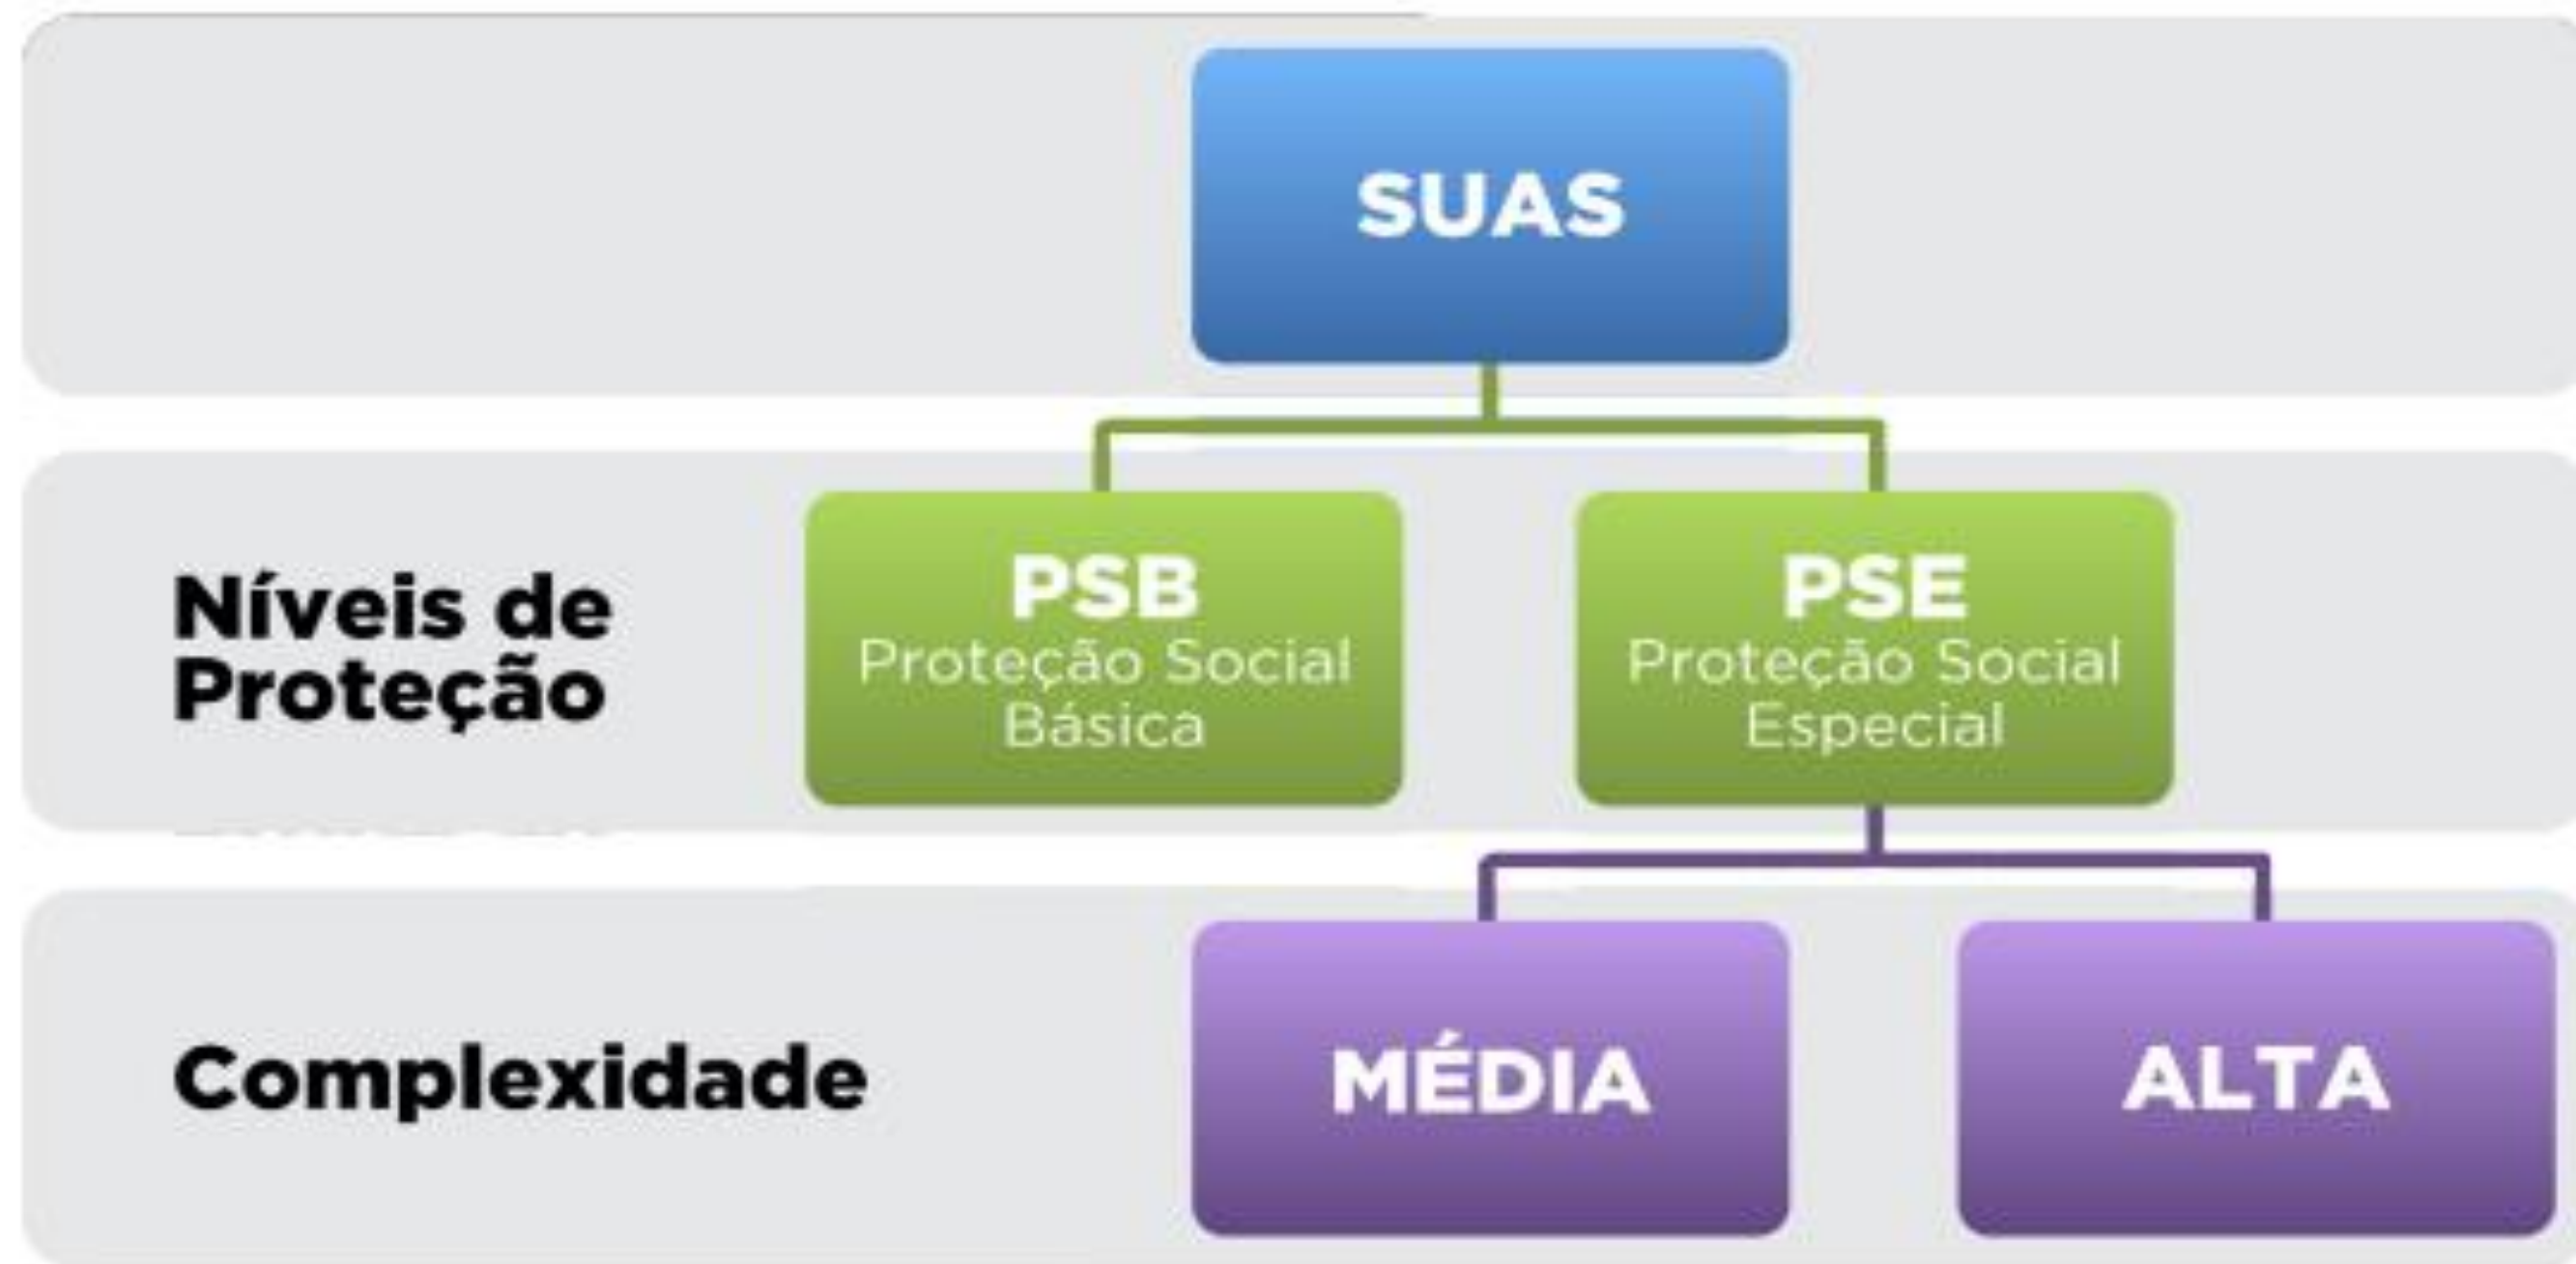 SUAS
Níveis de
Proteção
PSB
Proteção Social
Básica
PSE
Proteção Social
Especial
Complexidade
MÉDIA
ALTA